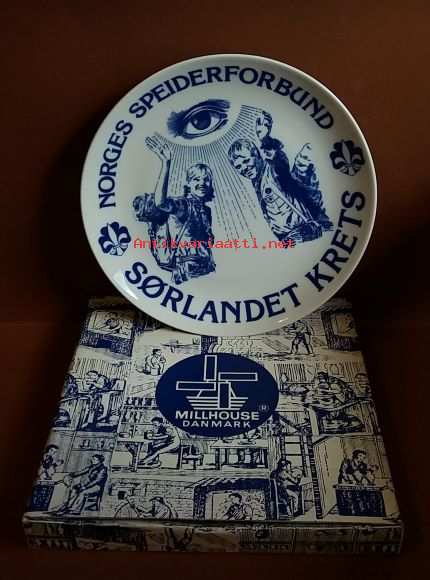 NORGES SPEIDERFORBUND
SØRLANDET KRETS
Antikvariaatti.net
MILLHOUSE ®
DANMARK